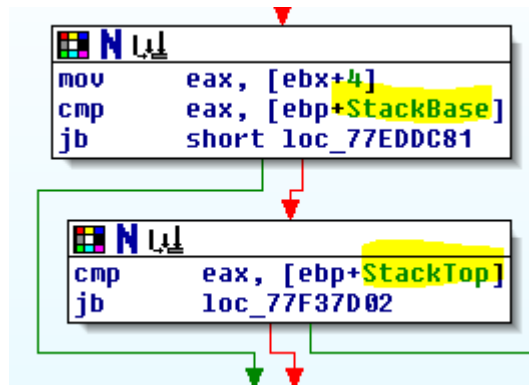 mov eax, [ebx+4]
cmp eax, [ebp+StackBase]
jb short loc_77EDDC81
cmp eax, [ebp+StackTop]
jb loc_77F37D02